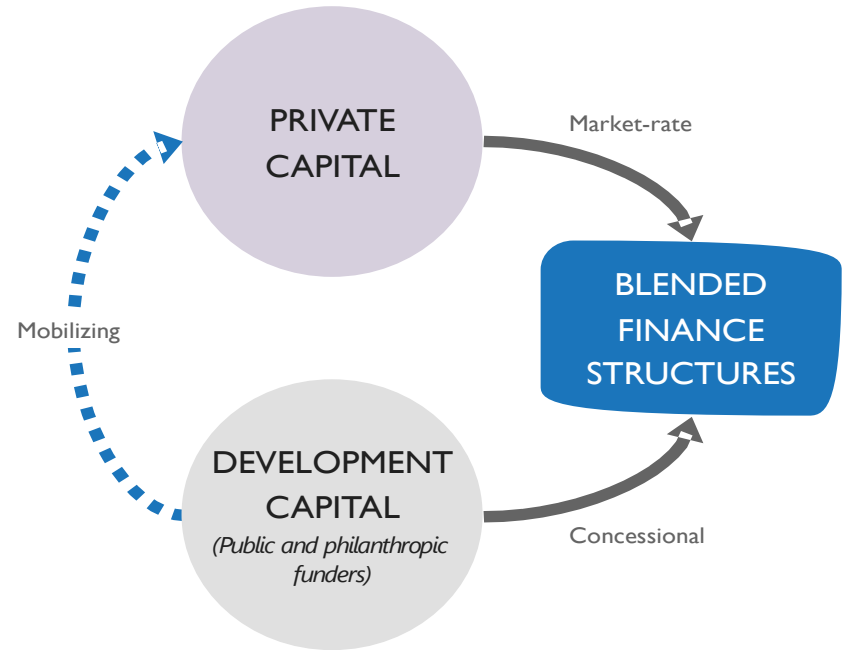 PRIVATE
CAPITAL
Market-rate
BLENDED
FINANCE
STRUCTURES
Mobilizing
DEVELOPMENT
CAPITAL
(Public and philanthropic
funders)
Concessional